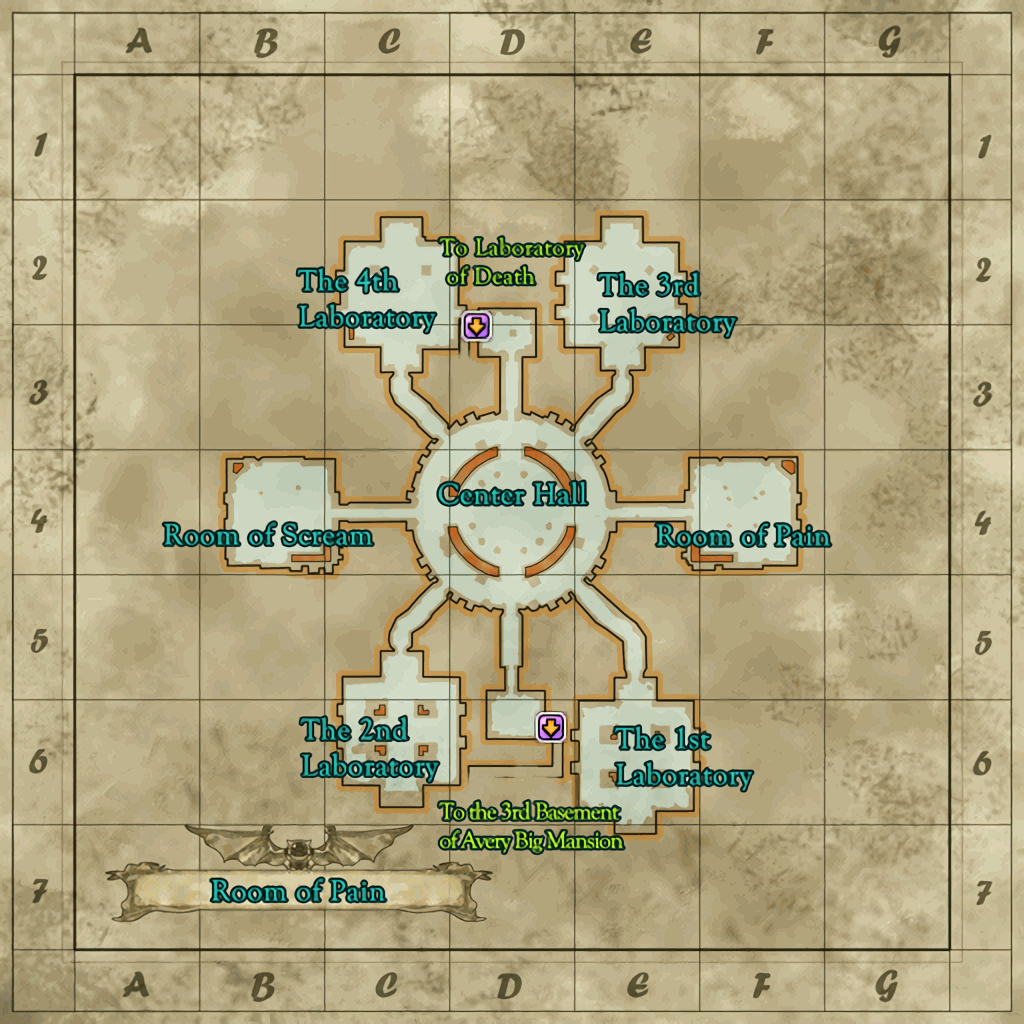 A B C D E F G
1 1
2 2
To Laboratory
of Death
The 4th
Laboratory
The 3rd
Laboratory
3 3
Center Hall
4 4
Room of Scream
Room of Pain
5 5
The 2nd
Laboratory
The 1st
Laboratory
6 6
To the 3rd Basement
of Avery Big Mansion
Room of Pain
7 7
A B C D E F G